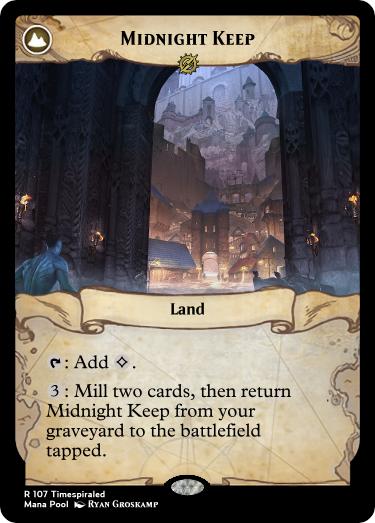 MIDNIGHT KEEP
Land
: Add .
3 : Mill two cards, then return
Midnight Keep from your
graveyard to the battlefield
tapped.
R 107 Timespiraled
Mana Pool RYAN GROSKAMP